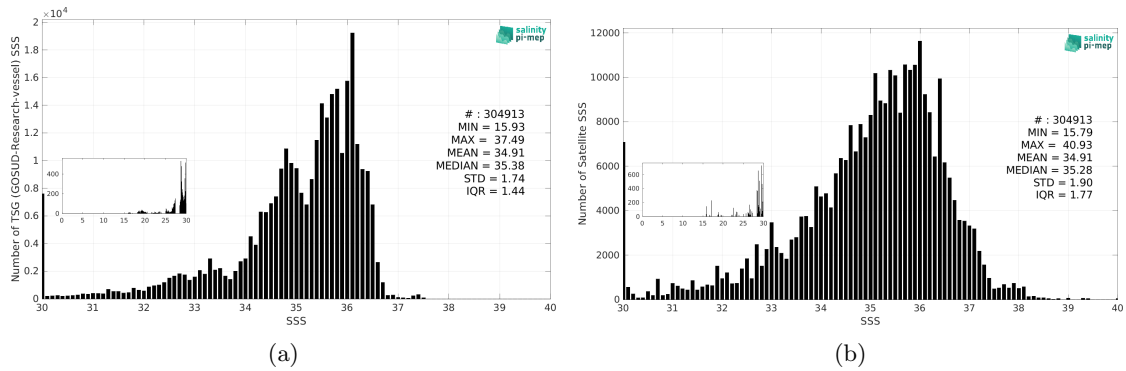 ×10⁴
2
1.8
1.6
1.4
1.2
1
0.8
0.6
0.4
0.2
0
Number of TSG (GOSUD-Research-vessel) SSS
salinity
pi-mep
# : 304913
MIN = 15.93
MAX = 37.49
MEAN = 34.91
MEDIAN = 35.38
STD = 1.74
IQR = 1.44
400
200
0
0 5 10 15 20 25 30
30 31 32 33 34 35 36 37 38 39 40
SSS
(a)
12000
10000
8000
6000
4000
2000
0
Number of Satellite SSS
salinity
pi-mep
# : 304913
MIN = 15.79
MAX = 40.93
MEAN = 34.91
MEDIAN = 35.28
STD = 1.90
IQR = 1.77
600
400
200
0
0 5 10 15 20 25 30
30 31 32 33 34 35 36 37 38 39 40
SSS
(b)